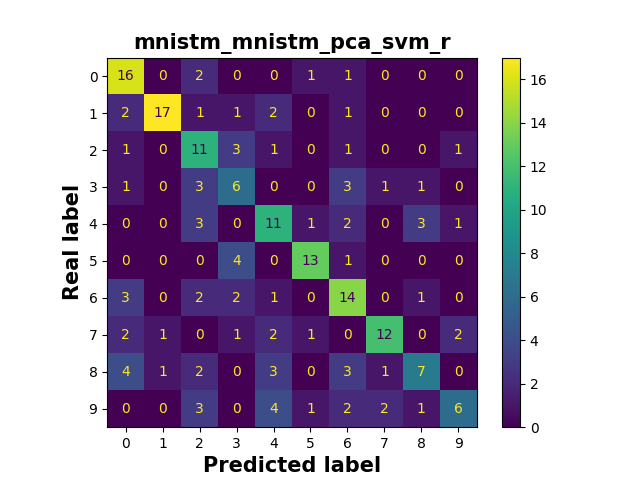 mnistm_mnistm_pca_svm_r
0 16 0 2 0 0 1 1 0 0 0
1 2 17 1 1 2 0 1 0 0 0
2 1 0 11 3 1 0 1 0 0 1
3 1 0 3 6 0 0 3 1 1 0
4 0 0 3 0 11 1 2 0 3 1
5 0 0 0 4 0 13 1 0 0 0
6 3 0 2 2 1 0 14 0 1 0
7 2 1 0 1 2 1 0 12 0 2
8 4 1 2 0 3 0 3 1 7 0
9 0 0 3 0 4 1 2 2 1 6
0 1 2 3 4 5 6 7 8 9
Predicted label
Real label
16
14
12
10
8
6
4
2
0